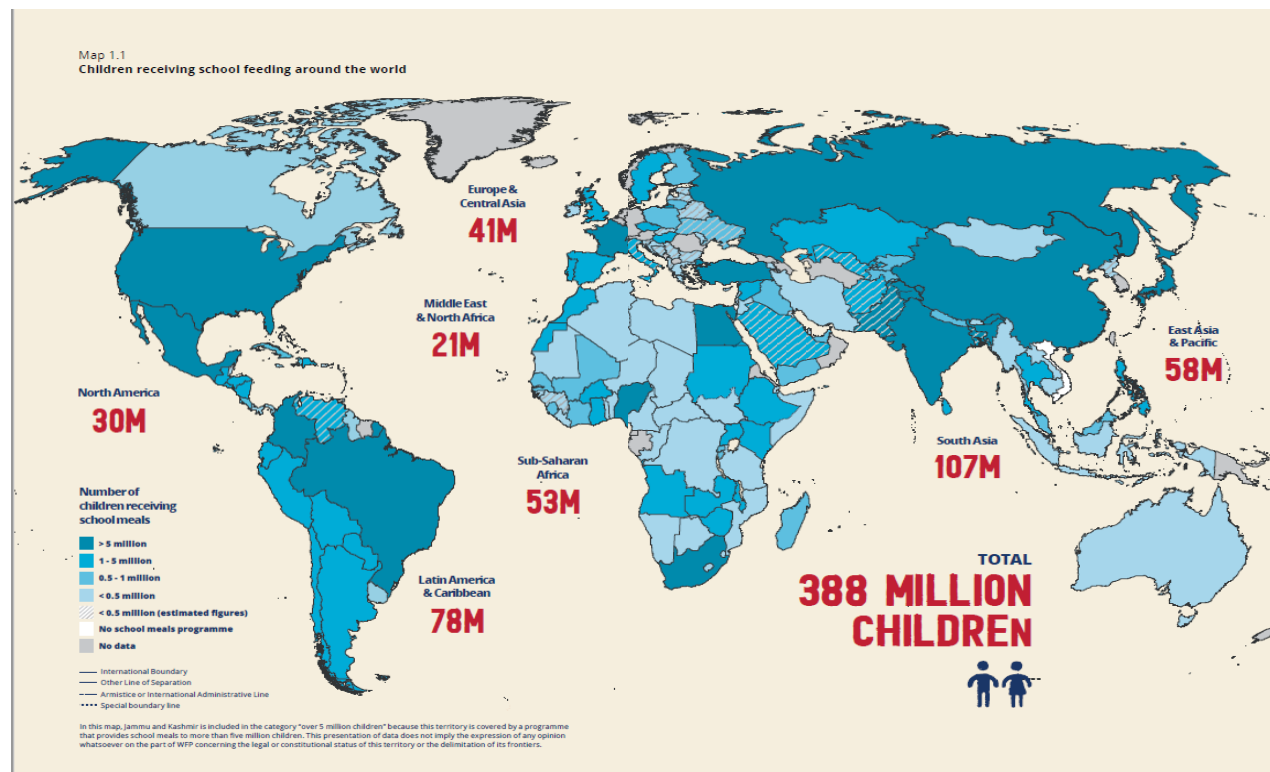 Map 1.1
Children receiving school feeding around the world
Europe &
Central Asia
41M
Middle East
& North Africa
21M
East Asia
& Pacific
58M
North America
30M
South Asia
107M
Sub-Saharan
Africa
53M
Latin America
& Caribbean
78M
Number of
children receiving
school meals
> 5 million
1 - 5 million
0.5 - 1 million
< 0.5 million
< 0.5 million (estimated figures)
No school meals programme
No data
International Boundary
Other Line of Separation
Armistice or International Administrative Line
Special boundary line
TOTAL
388 MILLION
CHILDREN
In this map, Jammu and Kashmir is included in the category "over 5 million children" because this territory is covered by a programme
that provides school meals to more than five million children. This presentation of data does not imply the expression of any opinion
whatsoever on the part of WFP concerning the legal or constitutional status of this territory or the delimitation of its frontiers.